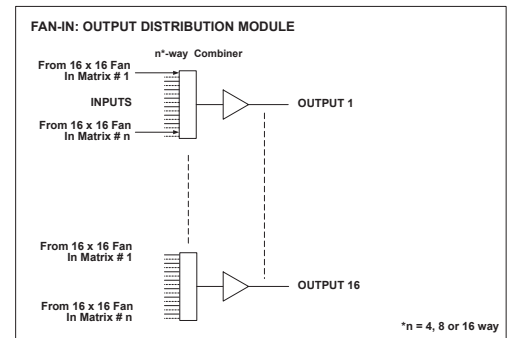 FAN-IN: OUTPUT DISTRIBUTION MODULE
n*-way Combiner
From 16 x 16 Fan
In Matrix # 1
INPUTS
From 16 x 16 Fan
In Matrix # n
OUTPUT 1
From 16 x 16 Fan
In Matrix # 1
OUTPUT 16
From 16 x 16 Fan
In Matrix # n
*n = 4, 8 or 16 way